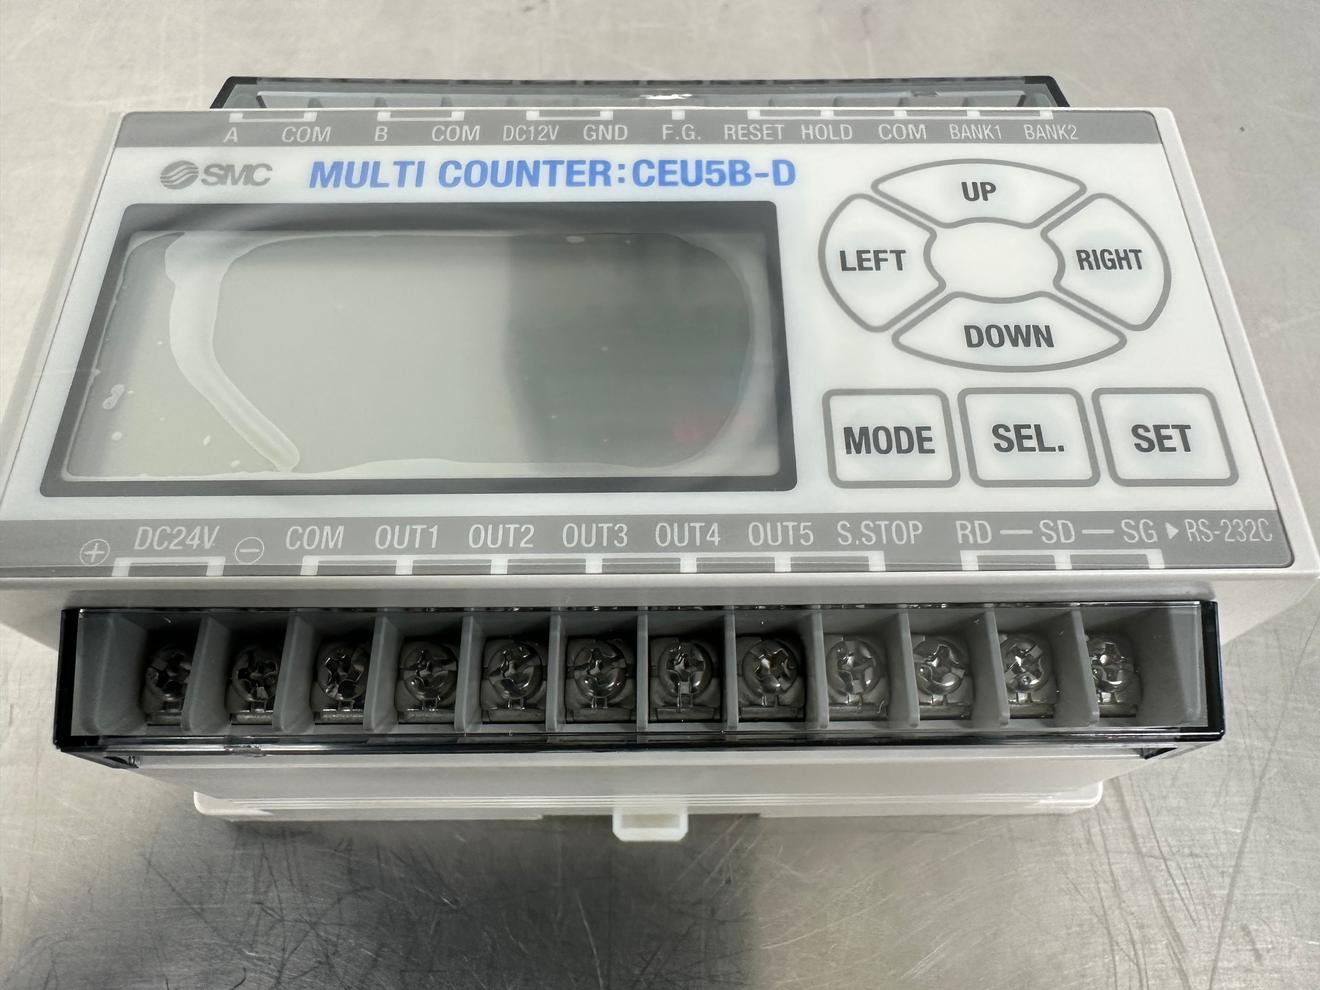 A COM B COM DC12V GND F.G. RESET HOLD COM BANK1 BANK2
SMC MULTI COUNTER:CEU5B-D
UP
LEFT RIGHT
DOWN
MODE SEL. SET
+ DC24V - COM OUT1 OUT2 OUT3 OUT4 OUT5 S.STOP RD — SD — SG ▶ RS-232C